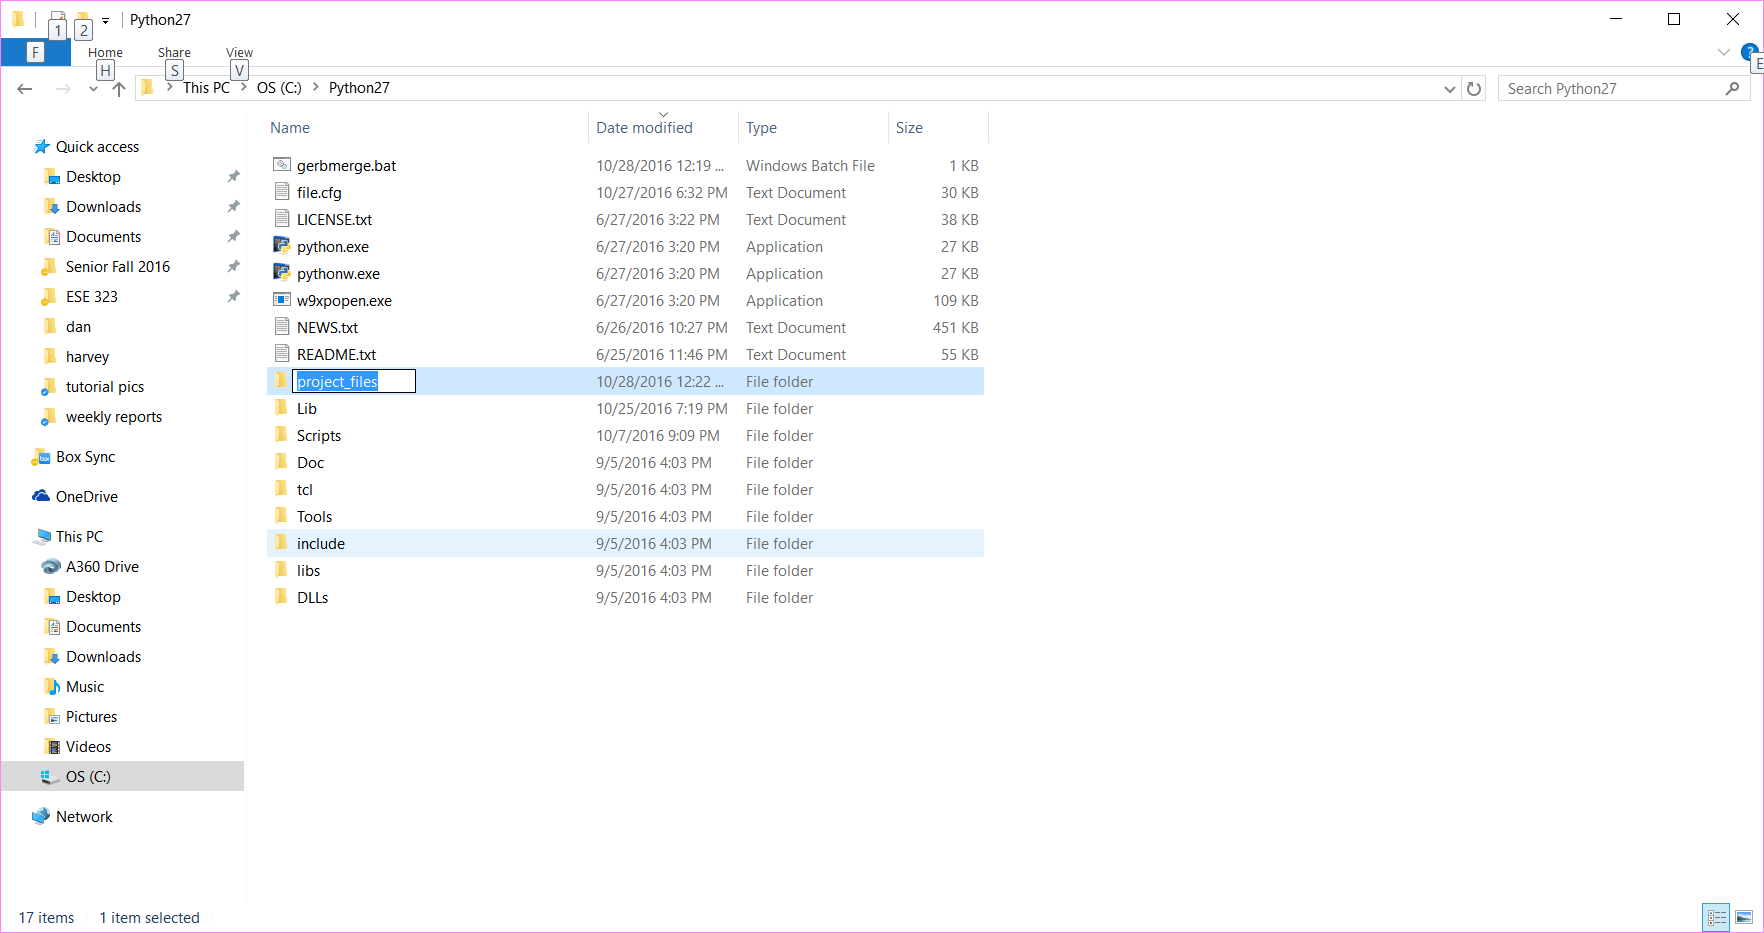 1 2 Python27
F Home Share View ?
H S V E
This PC OS (C:) Python27 Search Python27
Name Date modified Type Size
Quick access
Desktop
Downloads
Documents
Senior Fall 2016
ESE 323
dan
harvey
tutorial pics
weekly reports
Box Sync
OneDrive
This PC
A360 Drive
Desktop
Documents
Downloads
Music
Pictures
Videos
OS (C:)
Network
gerbmerge.bat 10/28/2016 12:19 ... Windows Batch File 1 KB
file.cfg 10/27/2016 6:32 PM Text Document 30 KB
LICENSE.txt 6/27/2016 3:22 PM Text Document 38 KB
python.exe 6/27/2016 3:20 PM Application 27 KB
pythonw.exe 6/27/2016 3:20 PM Application 27 KB
w9xpopen.exe 6/27/2016 3:20 PM Application 109 KB
NEWS.txt 6/26/2016 10:27 PM Text Document 451 KB
README.txt 6/25/2016 11:46 PM Text Document 55 KB
project_files 10/28/2016 12:22 ... File folder
Lib 10/25/2016 7:19 PM File folder
Scripts 10/7/2016 9:09 PM File folder
Doc 9/5/2016 4:03 PM File folder
tcl 9/5/2016 4:03 PM File folder
Tools 9/5/2016 4:03 PM File folder
include 9/5/2016 4:03 PM File folder
libs 9/5/2016 4:03 PM File folder
DLLs 9/5/2016 4:03 PM File folder
17 items 1 item selected